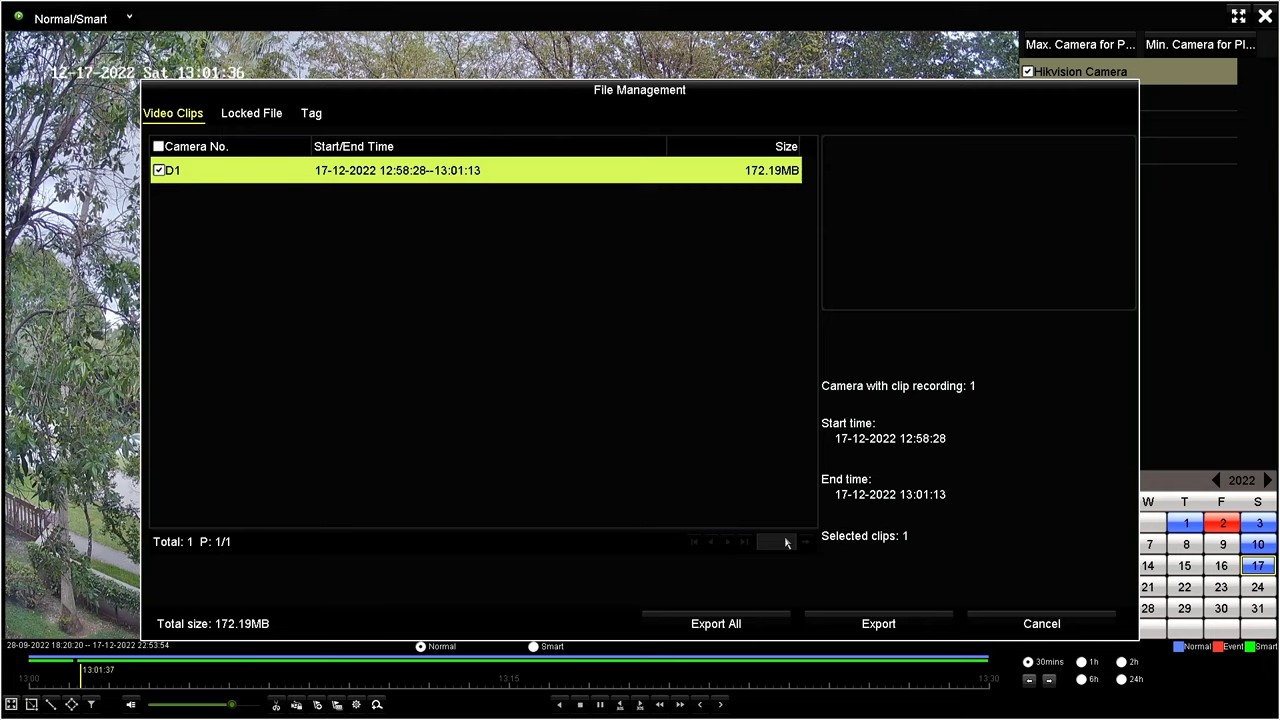 Normal/Smart
Max. Camera for P...
Min. Camera for Pl...
12-17-2022 Sat 13:01:36
Hikvision Camera
File Management
Video Clips
Locked File
Tag
Camera No.
Start/End Time
Size
D1
17-12-2022 12:58:28--13:01:13
172.19MB
Camera with clip recording: 1
Start time:
17-12-2022 12:58:28
End time:
17-12-2022 13:01:13
Selected clips: 1
Total: 1 P: 1/1
Total size: 172.19MB
Export All
Export
Cancel
2022
W T F S
1 2 3
7 8 9 10
14 15 16 17
21 22 23 24
28 29 30 31
28-09-2022 18:20:20 -- 17-12-2022 22:53:54
Normal
Smart
Normal Event Smart
13:01:37
13:00
13:15
13:30
30mins
1h
2h
6h
24h